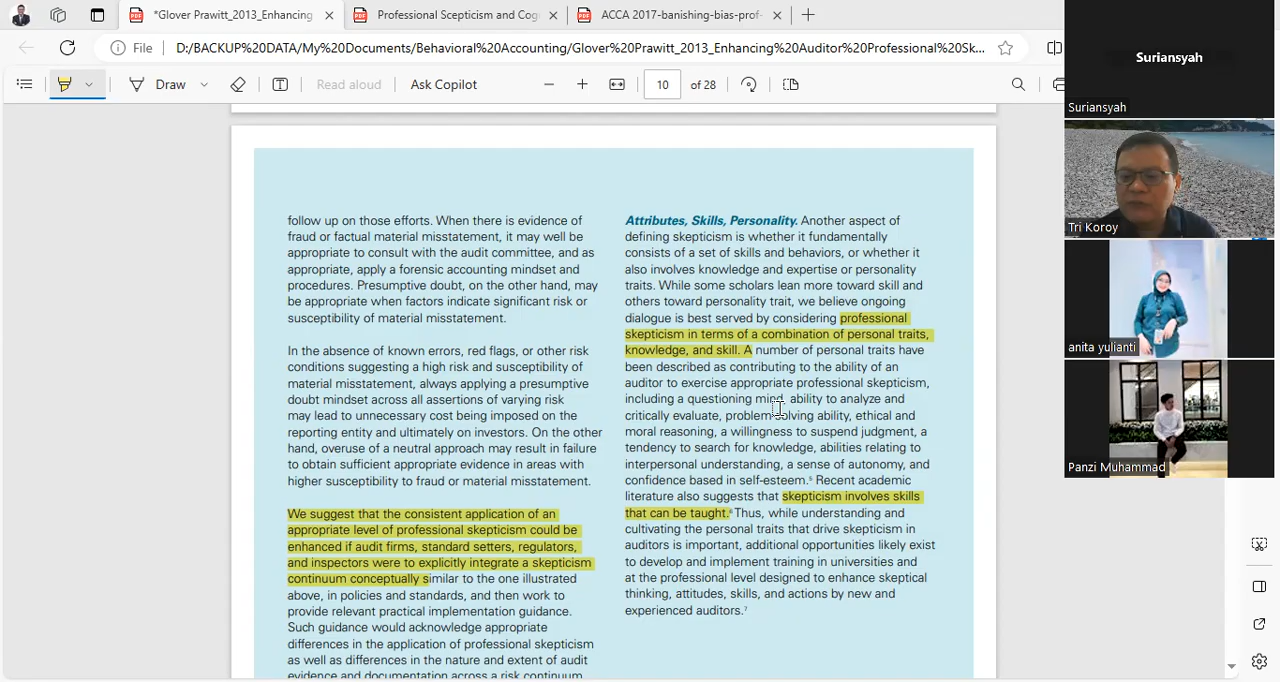 *Glover Prawitt_2013_Enhancing
Professional Scepticism and Cog
ACCA 2017-banishing-bias-prof-
File
D:/BACKUP%20DATA/My%20Documents/Behavioral%20Accounting/Glover%20Prawitt_2013_Enhancing%20Auditor%20Professional%20Sk...
Draw
Read aloud
Ask Copilot
10
of 28
follow up on those efforts. When there is evidence of
fraud or factual material misstatement, it may well be
appropriate to consult with the audit committee, and as
appropriate, apply a forensic accounting mindset and
procedures. Presumptive doubt, on the other hand, may
be appropriate when factors indicate significant risk or
susceptibility of material misstatement.
In the absence of known errors, red flags, or other risk
conditions suggesting a high risk and susceptibility of
material misstatement, always applying a presumptive
doubt mindset across all assertions of varying risk
may lead to unnecessary cost being imposed on the
reporting entity and ultimately on investors. On the other
hand, overuse of a neutral approach may result in failure
to obtain sufficient appropriate evidence in areas with
higher susceptibility to fraud or material misstatement.
We suggest that the consistent application of an
appropriate level of professional skepticism could be
enhanced if audit firms, standard setters, regulators,
and inspectors were to explicitly integrate a skepticism
continuum conceptually similar to the one illustrated
above, in policies and standards, and then work to
provide relevant practical implementation guidance.
Such guidance would acknowledge appropriate
differences in the application of professional skepticism
as well as differences in the nature and extent of audit
evidence and documentation across a risk continuum
Attributes, Skills, Personality. Another aspect of
defining skepticism is whether it fundamentally
consists of a set of skills and behaviors, or whether it
also involves knowledge and expertise or personality
traits. While some scholars lean more toward skill and
others toward personality trait, we believe ongoing
dialogue is best served by considering professional
skepticism in terms of a combination of personal traits,
knowledge, and skill. A number of personal traits have
been described as contributing to the ability of an
auditor to exercise appropriate professional skepticism,
including a questioning mind, ability to analyze and
critically evaluate, problem-solving ability, ethical and
moral reasoning, a willingness to suspend judgment, a
tendency to search for knowledge, abilities relating to
interpersonal understanding, a sense of autonomy, and
confidence based in self-esteem.⁵ Recent academic
literature also suggests that skepticism involves skills
that can be taught.⁶ Thus, while understanding and
cultivating the personal traits that drive skepticism in
auditors is important, additional opportunities likely exist
to develop and implement training in universities and
at the professional level designed to enhance skeptical
thinking, attitudes, skills, and actions by new and
experienced auditors.⁷
Suriansyah
Suriansyah
Tri Koroy
anita yulianti
Panzi Muhammad